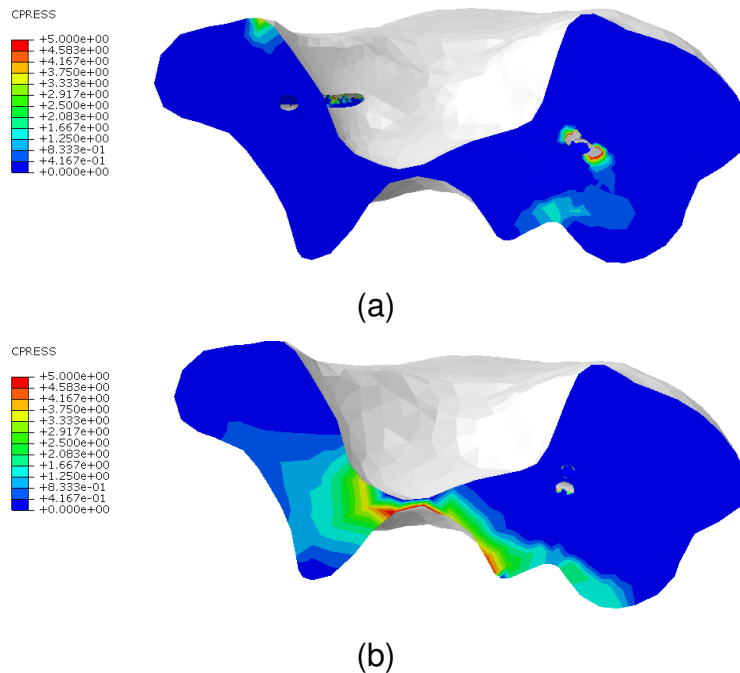 CPRESS
+5.000e+00
+4.583e+00
+4.167e+00
+3.750e+00
+3.333e+00
+2.917e+00
+2.500e+00
+2.083e+00
+1.667e+00
+1.250e+00
+8.333e-01
+4.167e-01
+0.000e+00
(a)
CPRESS
+5.000e+00
+4.583e+00
+4.167e+00
+3.750e+00
+3.333e+00
+2.917e+00
+2.500e+00
+2.083e+00
+1.667e+00
+1.250e+00
+8.333e-01
+4.167e-01
+0.000e+00
(b)